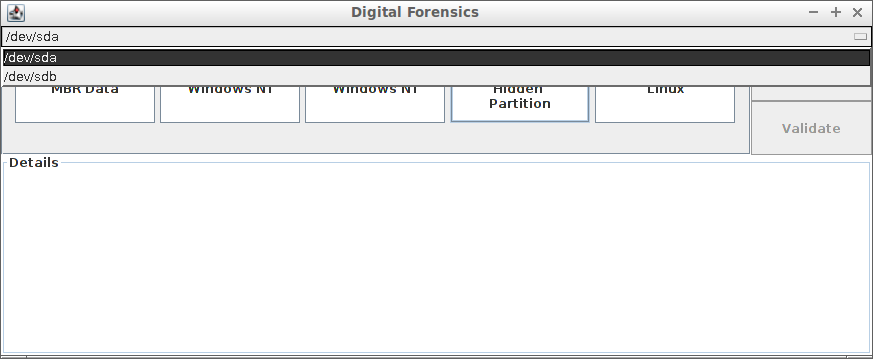 Digital Forensics
/dev/sda
/dev/sda
/dev/sdb
MBR Data
Windows NT
Windows NT
Hidden
Partition
Linux
Validate
Details